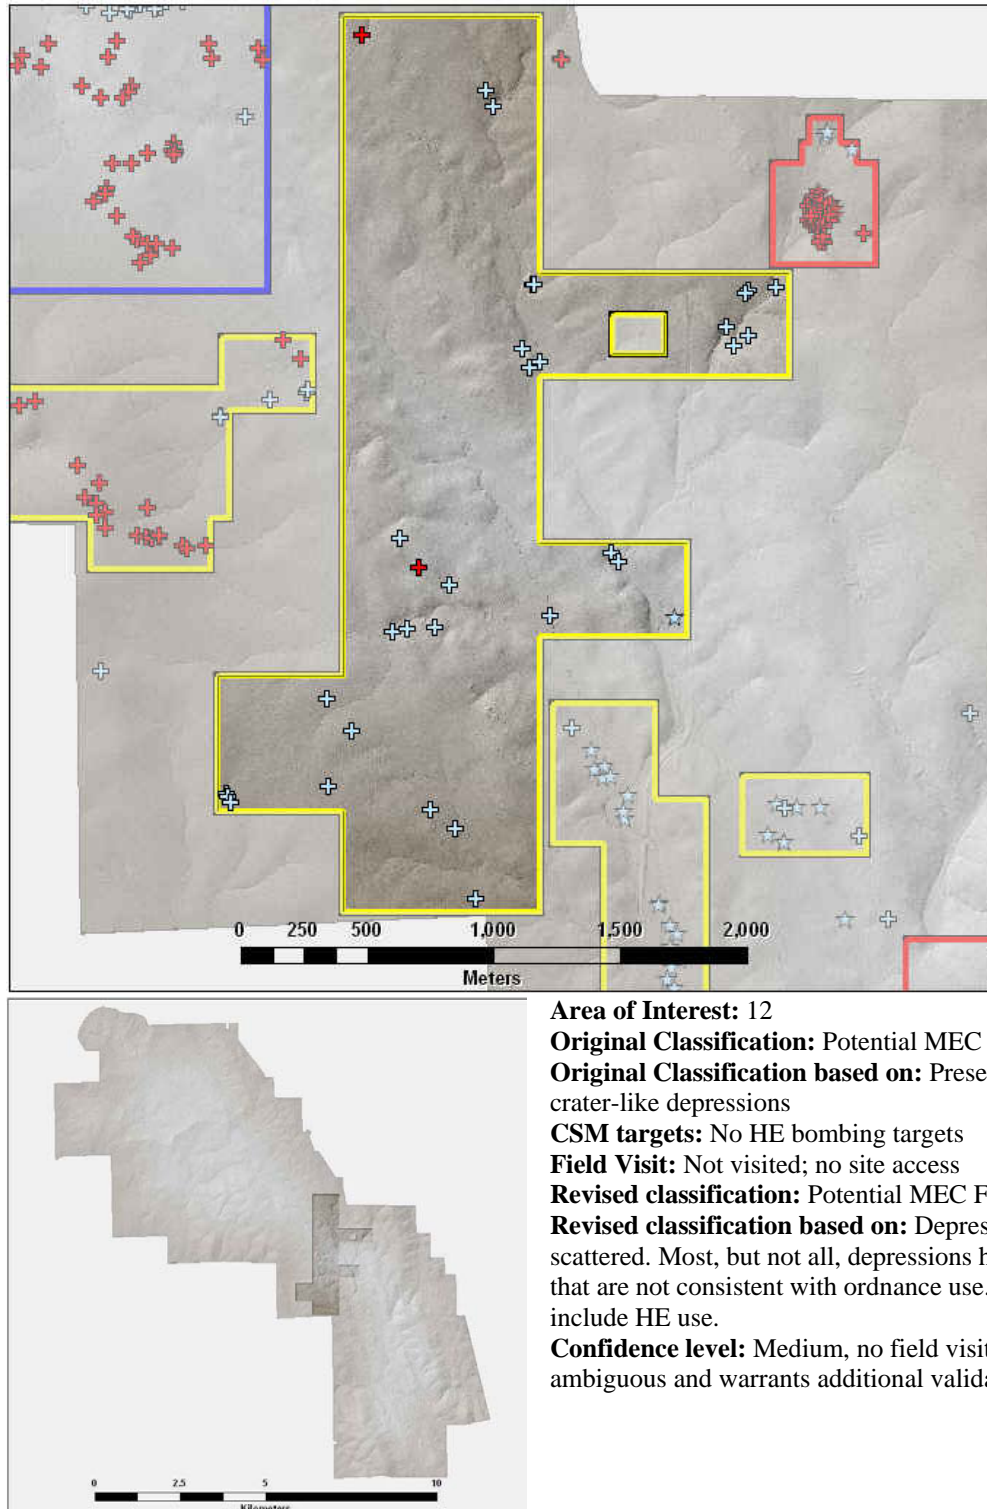 0 250 500 1,000 1,500 2,000
Meters
Area of Interest: 12
Original Classification: Potential MEC
Original Classification based on: Prese
crater-like depressions
CSM targets: No HE bombing targets
Field Visit: Not visited; no site access
Revised classification: Potential MEC F
Revised classification based on: Depres
scattered. Most, but not all, depressions h
that are not consistent with ordnance use.
include HE use.
Confidence level: Medium, no field visit
ambiguous and warrants additional valida
0 2.5 5 10
Kilometers